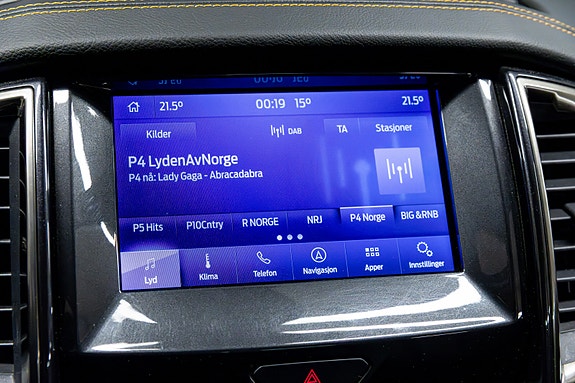 21.5° 00:19 15° 21.5°
Kilder DAB TA Stasjoner
P4 LydenAvNorge
P4 nå: Lady Gaga - Abracadabra
P5 Hits P10Cntry R NORGE NRJ P4 Norge BIG &RNB
Lyd Klima Telefon Navigasjon Apper Innstillinger